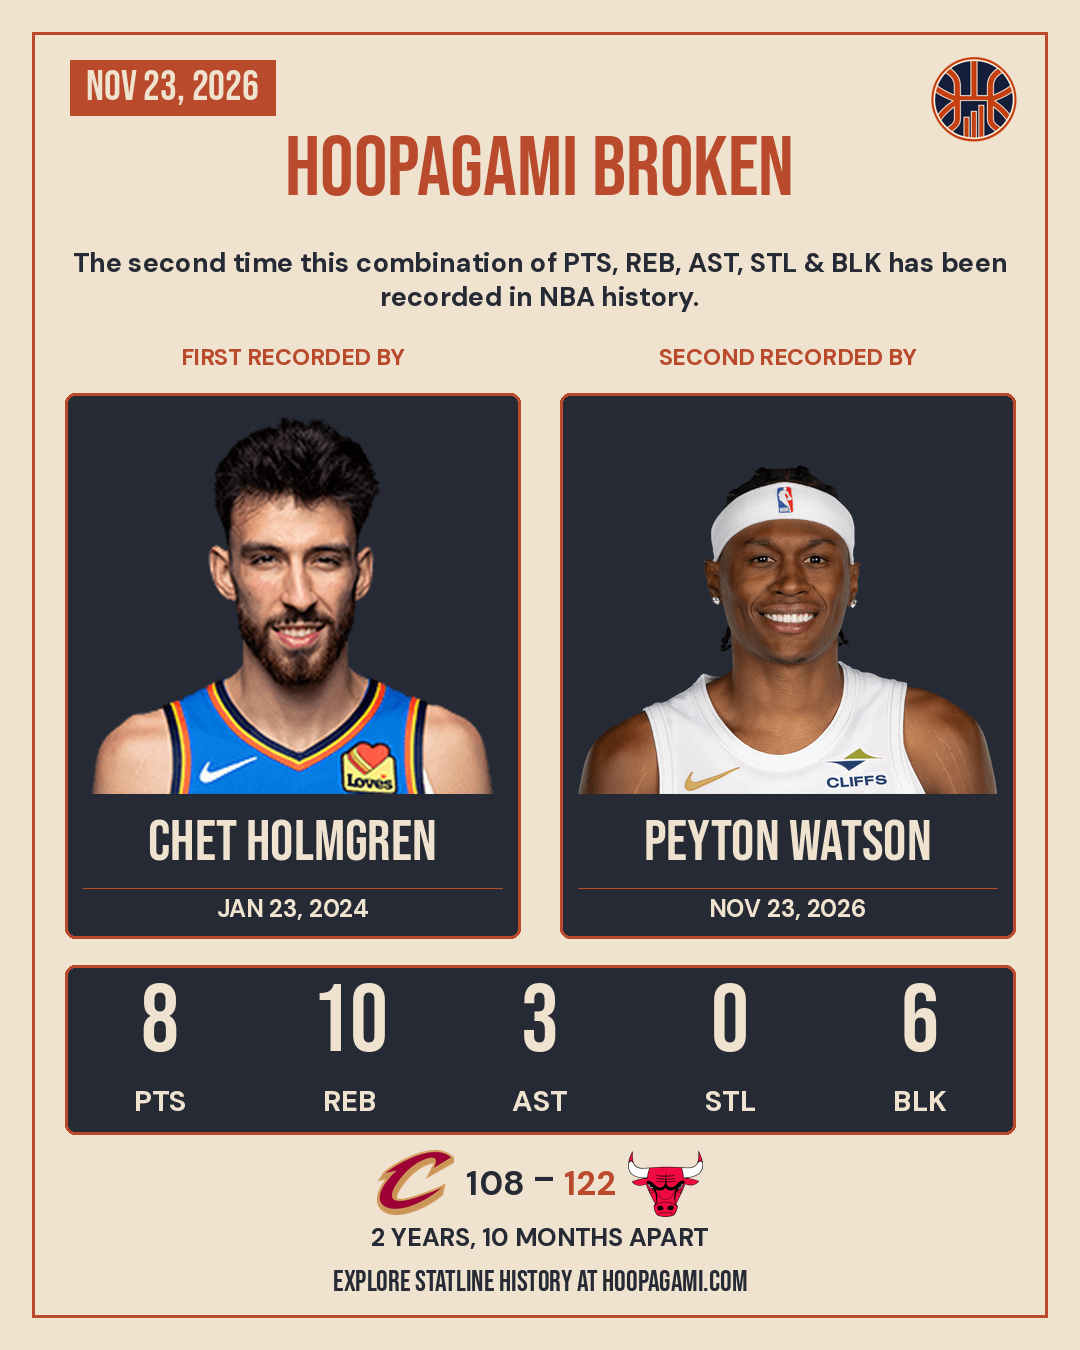 NOV 23, 2026
HOOPAGAMI BROKEN
The second time this combination of PTS, REB, AST, STL & BLK has been
recorded in NBA history.
FIRST RECORDED BY
SECOND RECORDED BY
NBA
Love's
CLIFFS
CHET HOLMGREN
PEYTON WATSON
JAN 23, 2024
NOV 23, 2026
8 10 3 0 6
PTS REB AST STL BLK
C 108 – 122
2 YEARS, 10 MONTHS APART
EXPLORE STATLINE HISTORY AT HOOPAGAMI.COM